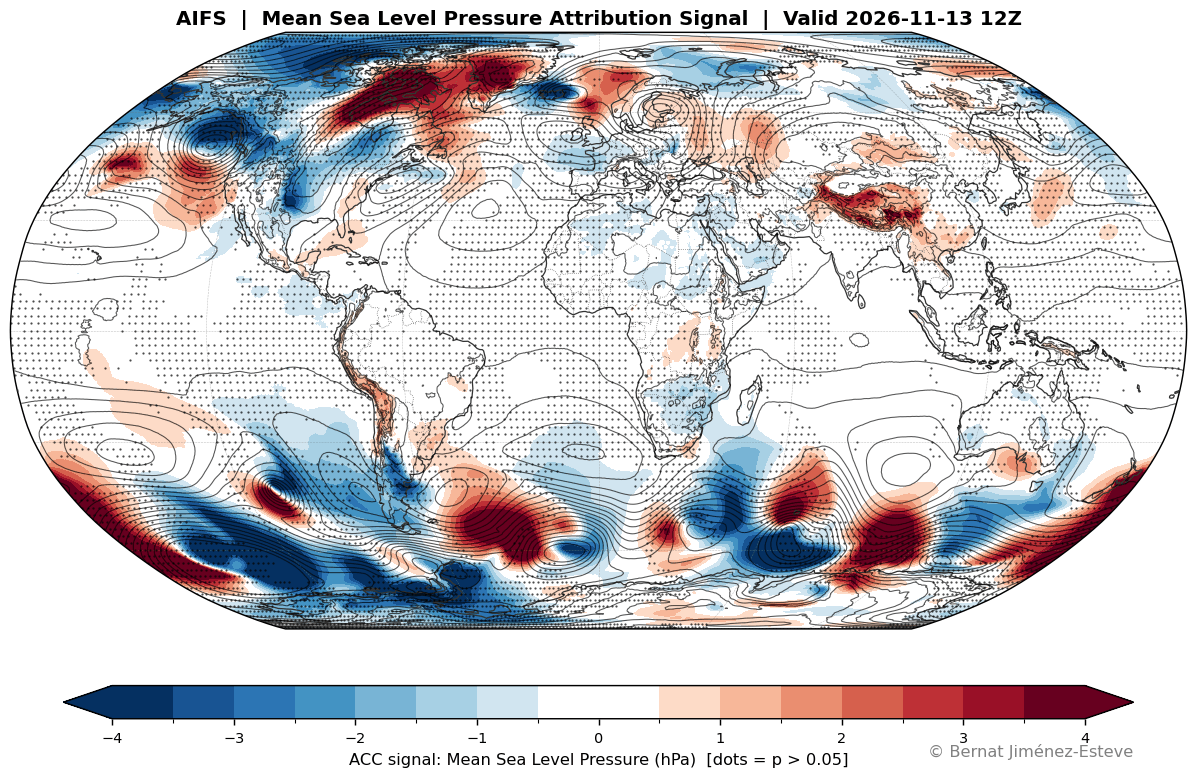 AIFS | Mean Sea Level Pressure Attribution Signal | Valid 2026-11-13 12Z
−4 −3 −2 −1 0 1 2 3 4
ACC signal: Mean Sea Level Pressure (hPa) [dots = p > 0.05]
© Bernat Jiménez-Esteve